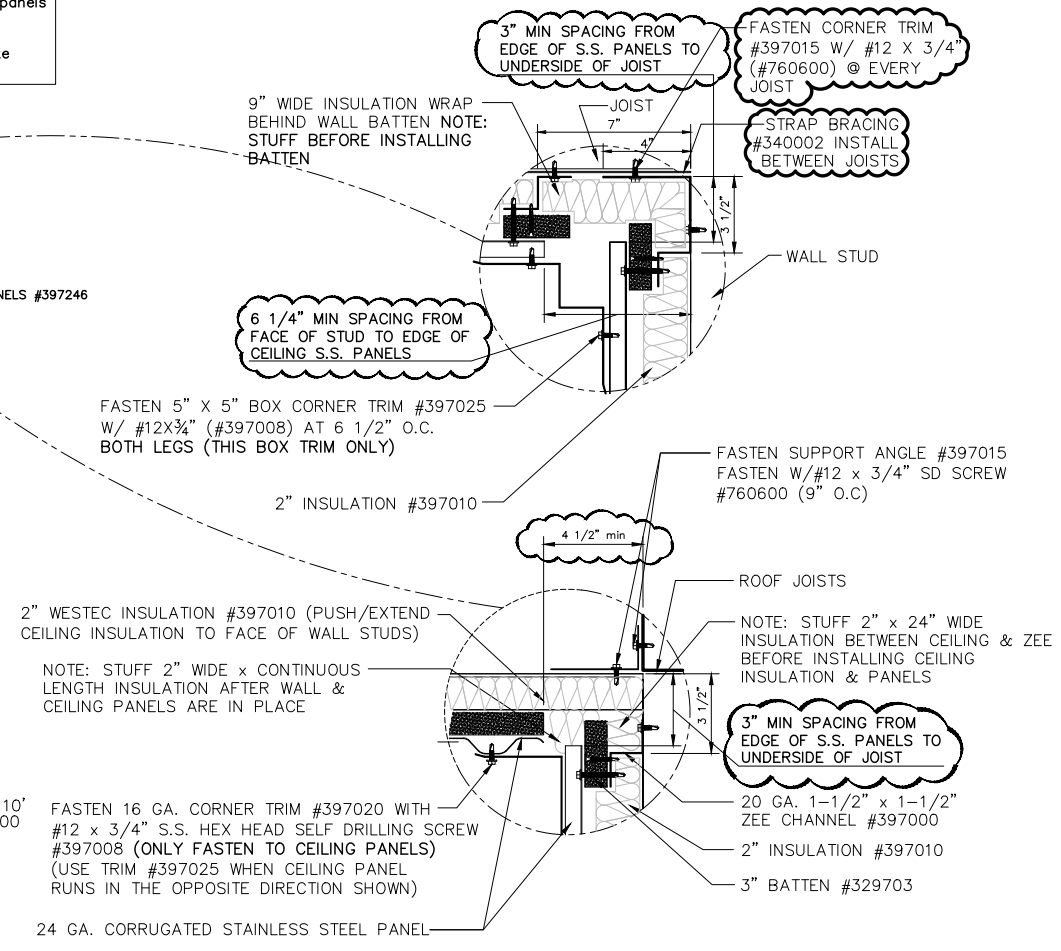 panels
e
3" MIN SPACING FROM
EDGE OF S.S. PANELS TO
UNDERSIDE OF JOIST
FASTEN CORNER TRIM
#397015 W/ #12 X 3/4"
(#760600) @ EVERY
JOIST
9" WIDE INSULATION WRAP
BEHIND WALL BATTEN NOTE:
STUFF BEFORE INSTALLING
BATTEN
JOIST
7"
4"
STRAP BRACING
#340002 INSTALL
BETWEEN JOISTS
3 1/2"
WALL STUD
NELS #397246
6 1/4" MIN SPACING FROM
FACE OF STUD TO EDGE OF
CEILING S.S. PANELS
FASTEN 5" X 5" BOX CORNER TRIM #397025
W/ #12X¾" (#397008) AT 6 1/2" O.C.
BOTH LEGS (THIS BOX TRIM ONLY)
2" INSULATION #397010
FASTEN SUPPORT ANGLE #397015
FASTEN W/#12 x 3/4" SD SCREW
#760600 (9" O.C)
4 1/2" min
ROOF JOISTS
2" WESTEC INSULATION #397010 (PUSH/EXTEND
CEILING INSULATION TO FACE OF WALL STUDS)
NOTE: STUFF 2" x 24" WIDE
INSULATION BETWEEN CEILING & ZEE
BEFORE INSTALLING CEILING
INSULATION & PANELS
NOTE: STUFF 2" WIDE x CONTINUOUS
LENGTH INSULATION AFTER WALL &
CEILING PANELS ARE IN PLACE
3 1/2"
3" MIN SPACING FROM
EDGE OF S.S. PANELS TO
UNDERSIDE OF JOIST
10'
00
FASTEN 16 GA. CORNER TRIM #397020 WITH
#12 x 3/4" S.S. HEX HEAD SELF DRILLING SCREW
#397008 (ONLY FASTEN TO CEILING PANELS)
(USE TRIM #397025 WHEN CEILING PANEL
RUNS IN THE OPPOSITE DIRECTION SHOWN)
20 GA. 1-1/2" x 1-1/2"
ZEE CHANNEL #397000
2" INSULATION #397010
3" BATTEN #329703
24 GA. CORRUGATED STAINLESS STEEL PANEL